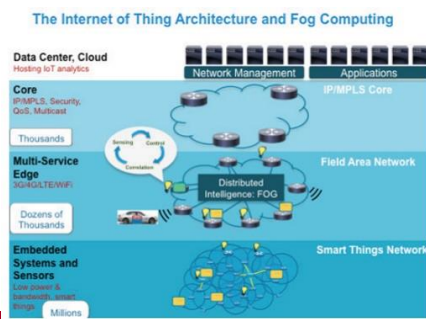 The Internet of Thing Architecture and Fog Computing
Data Center, Cloud
Hosting IoT analytics
Network Management
Applications
Core
IP/MPLS, Security,
QoS, Multicast
IP/MPLS Core
Thousands
Sensing
Control
Correlation
Multi-Service
Edge
3G/4G/LTE/WiFi
Field Area Network
Distributed
Intelligence: FOG
Dozens of
Thousands
Embedded
Systems and
Sensors
Low power &
bandwidth, smart
things
Smart Things Network
Millions